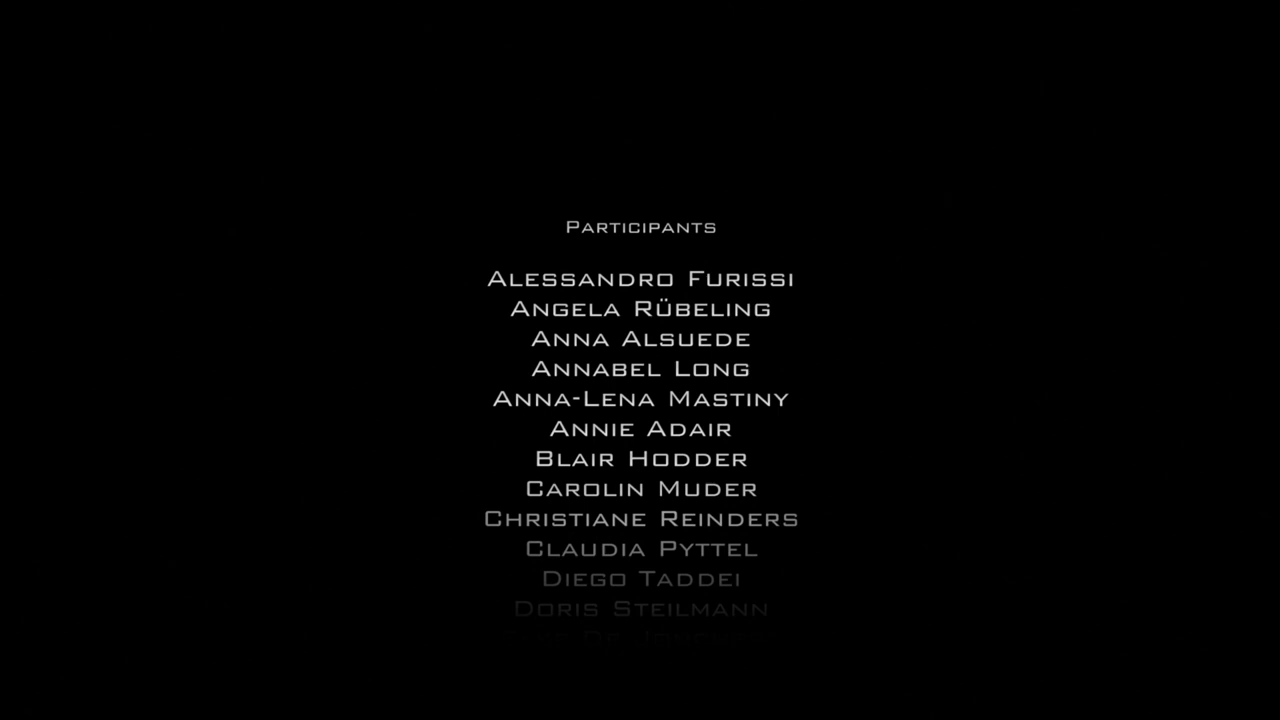 Participants
Alessandro Furissi
Angela Rübeling
Anna Alsuede
Annabel Long
Anna-Lena Mastiny
Annie Adair
Blair Hodder
Carolin Muder
Christiane Reinders
Claudia Pyttel
Diego Taddei
Doris Steilmann